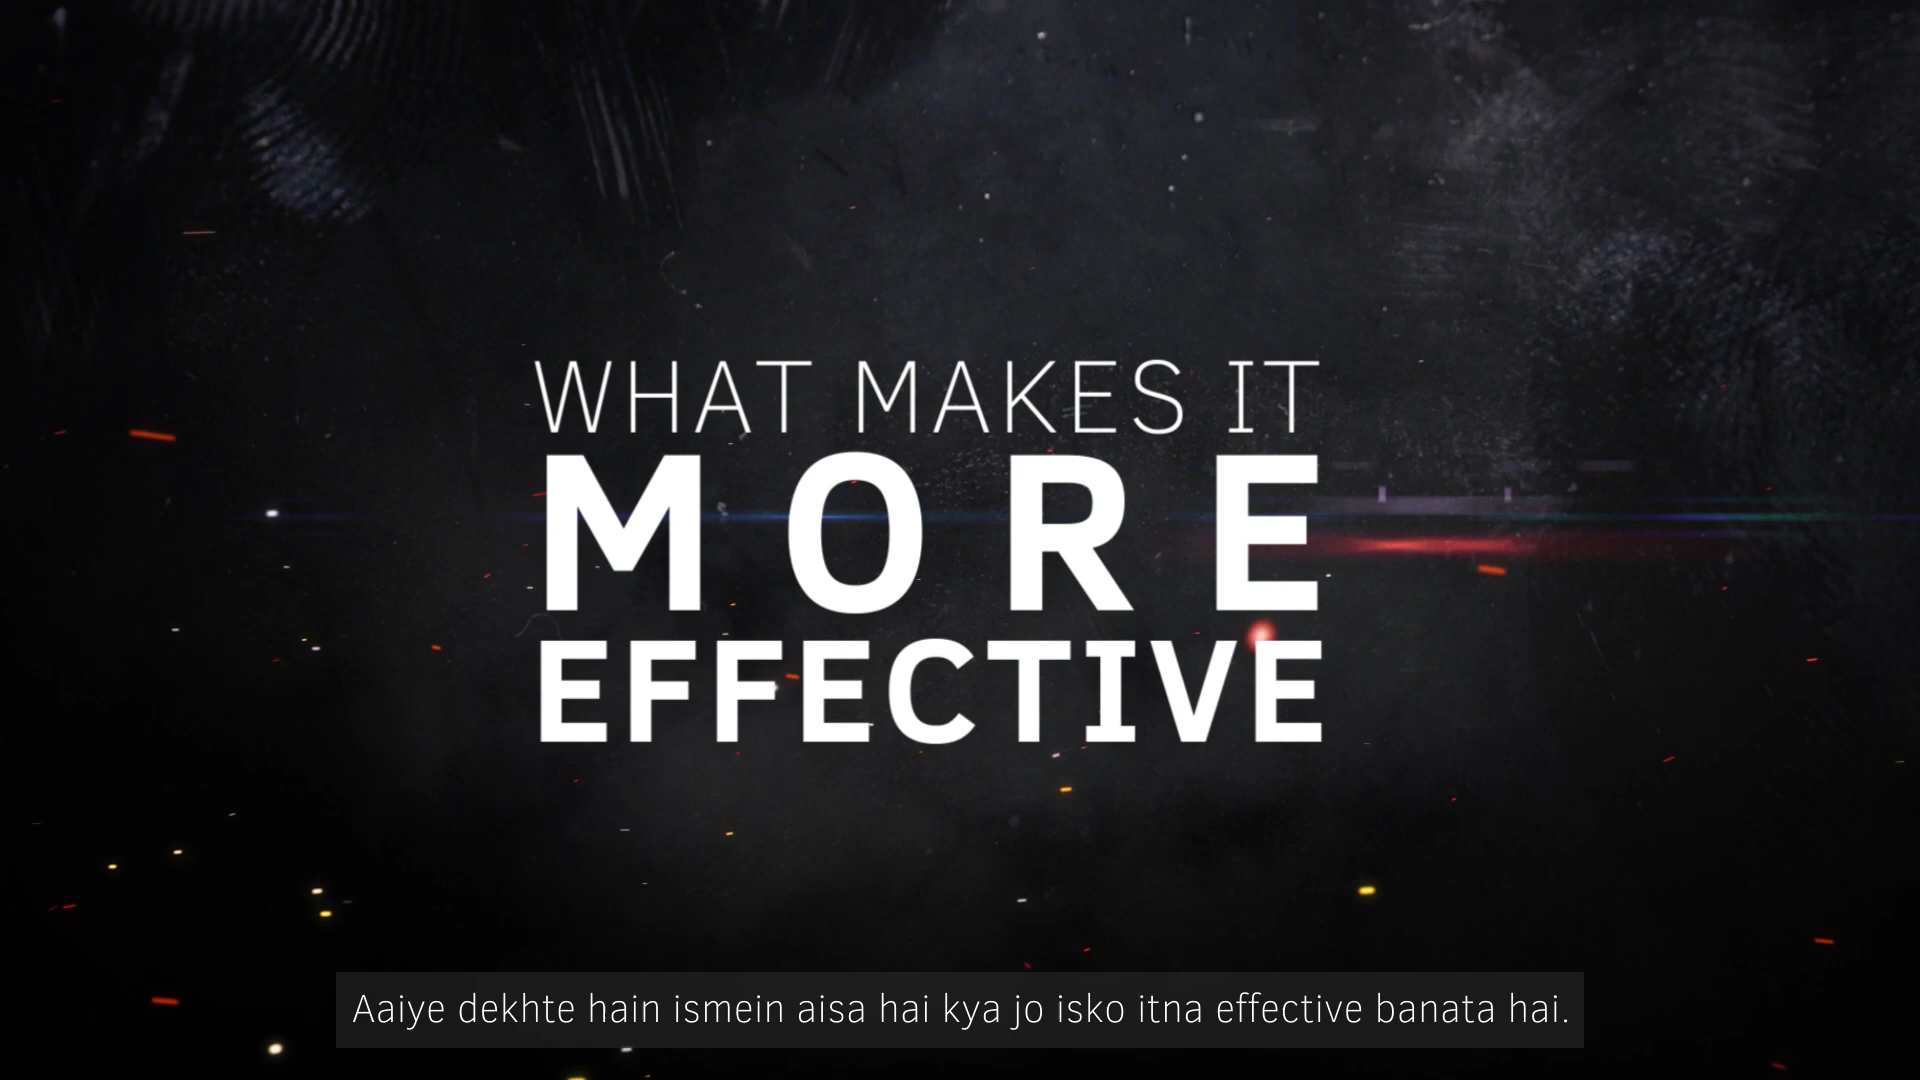 WHAT MAKES IT
MORE
EFFECTIVE
Aaiye dekhte hain ismein aisa hai kya jo isko itna effective banata hai.